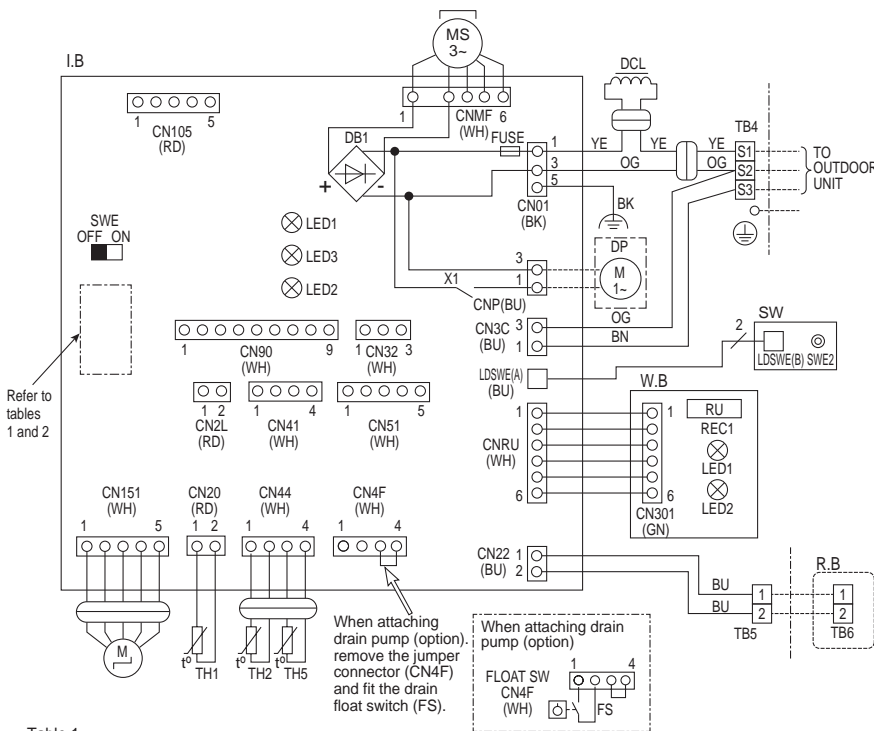 I.B
MS
3~
1 CNMF 6
(WH)
DCL
1 5
CN105
(RD)
DB1
+ -
FUSE
1
3
5
CN01
(BK)
YE YE YE
OG OG
TB4
S1
S2
S3
TO
OUTDOOR
UNIT
BK
SWE
OFF ON
LED1
LED3
LED2
DP
M
1~
3
1
X1
CNP(BU)
OG
BN
CN3C 3
(BU) 1
2
SW
LDSWE(B) SWE2
LDSWE(A)
(BU)
1 9
CN90
(WH)
1 CN32 3
(WH)
Refer to
tables
1 and 2
1 2
CN2L
(RD)
1 4
CN41
(WH)
1 5
CN51
(WH)
1
CNRU
(WH)
6
W.B
1
6
CN301
(GN)
RU
REC1
LED1
LED2
CN151
(WH)
1 5
CN20
(RD)
1 2
CN44
(WH)
1 4
CN4F
(WH)
1 4
CN22 1
(BU) 2
BU
BU
1
2
TB5
R.B
1
2
TB6
M
t° TH1
t° TH2
t° TH5
When attaching
drain pump (option).
remove the jumper
connector (CN4F)
and fit the drain
float switch (FS).
When attaching drain
pump (option)
FLOAT SW
CN4F
(WH)
1 4
FS